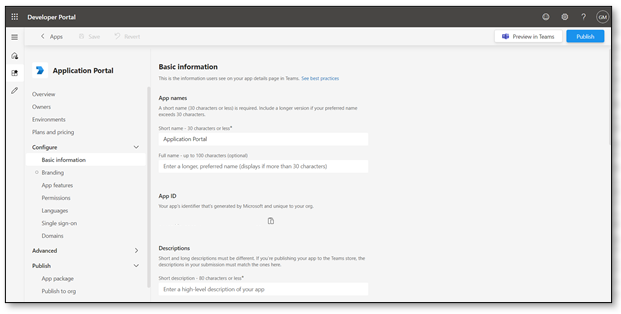 Developer Portal
GM
Apps
Save
Revert
Preview in Teams
Publish
Application Portal
Overview
Owners
Environments
Plans and pricing
Configure
Basic information
Branding
App features
Permissions
Languages
Single sign-on
Domains
Advanced
Publish
App package
Publish to org
Basic information
This is the information users see on your app details page in Teams. See best practices
App names
A short name (30 characters or less) is required. Include a longer version if your preferred name
exceeds 30 characters.
Short name - 30 characters or less*
Application Portal
Full name - up to 100 characters (optional)
Enter a longer, preferred name (displays if more than 30 characters)
App ID
Your app's identifier that's generated by Microsoft and unique to your org.
Descriptions
Short and long descriptions must be different. If you're publishing your app to the Teams store, the
descriptions in your submission must match the ones here.
Short description - 80 characters or less*
Enter a high-level description of your app